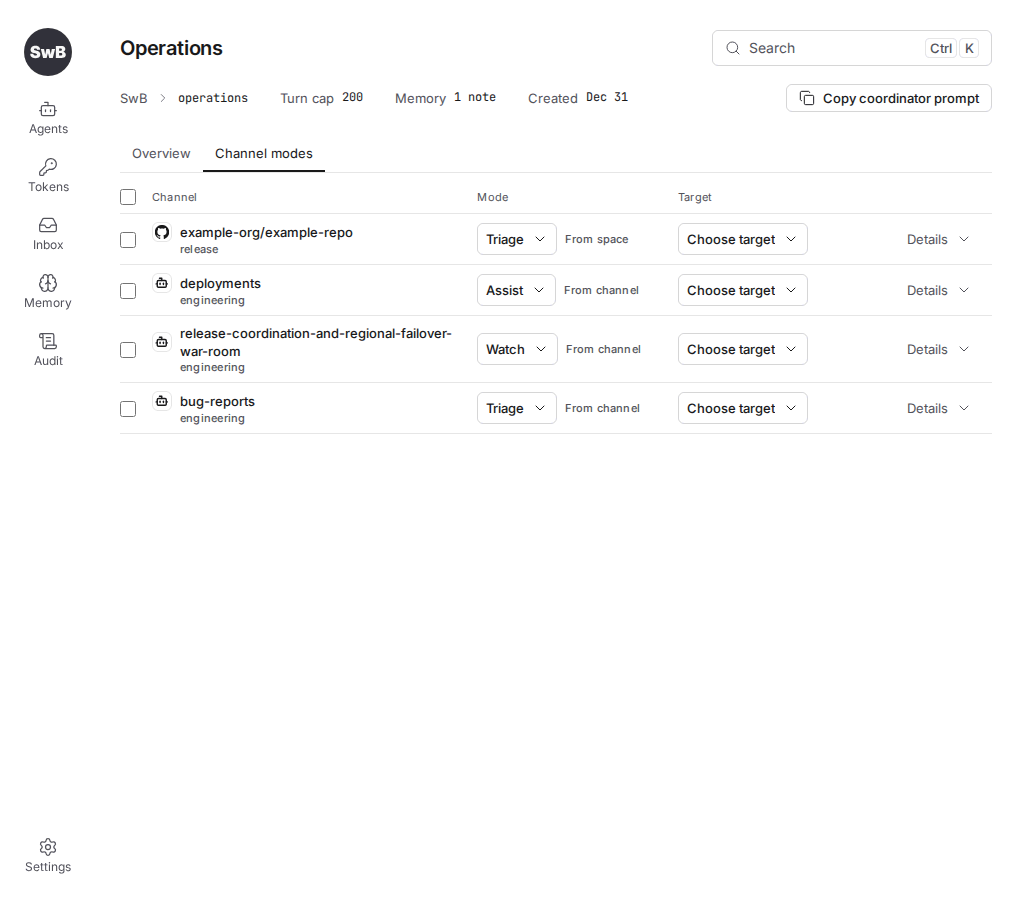 SwB
Agents
Tokens
Inbox
Memory
Audit
Settings
Operations
Search Ctrl K
SwB operations Turn cap 200 Memory 1 note Created Dec 31 Copy coordinator prompt
Overview Channel modes
Channel Mode Target
example-org/example-repo
release
Triage From space Choose target Details
deployments
engineering
Assist From channel Choose target Details
release-coordination-and-regional-failover-
war-room
engineering
Watch From channel Choose target Details
bug-reports
engineering
Triage From channel Choose target Details